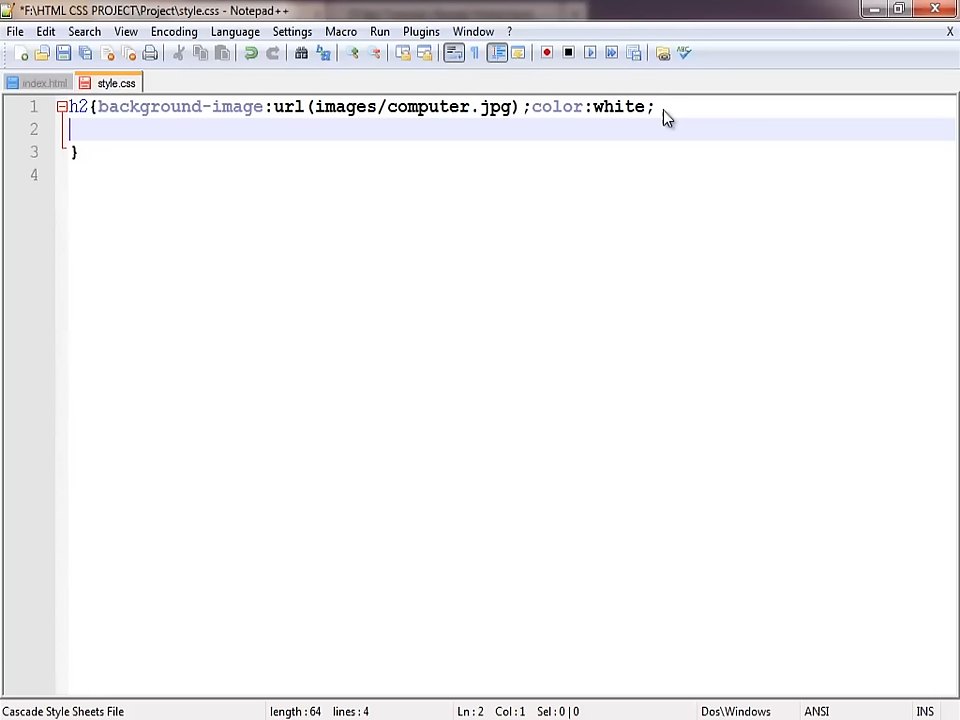 *F:\HTML CSS PROJECT\Project\style.css - Notepad++
File Edit Search View Encoding Language Settings Macro Run Plugins Window ? X
index.html style.css
1 h2{background-image:url(images/computer.jpg);color:white;
2
3 }
4
Cascade Style Sheets File length : 64 lines : 4 Ln : 2 Col : 1 Sel : 0 | 0 Dos\Windows ANSI INS